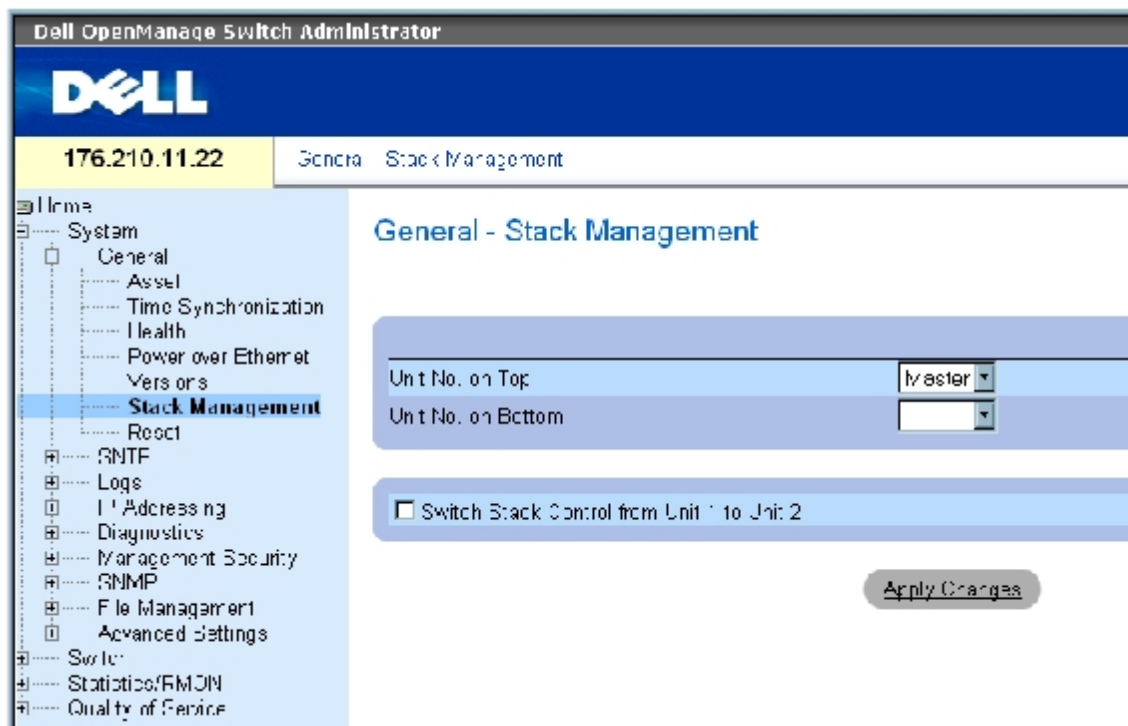 Dell OpenManage Switch Administrator
DELL
176.210.11.22
General Stack Management
Home
System
General
Asset
Time Synchronization
Health
Power over Ethernet
Versions
Stack Management
Reset
SNTP
Logs
IP Addressing
Diagnostics
Management Security
SNMP
File Management
Advanced Settings
Switch
Statistics/RMON
Quality of Service
General - Stack Management
Unit No. on Top
Master
Unit No. on Bottom
Switch Stack Control from Unit 1 to Unit 2
Apply Changes